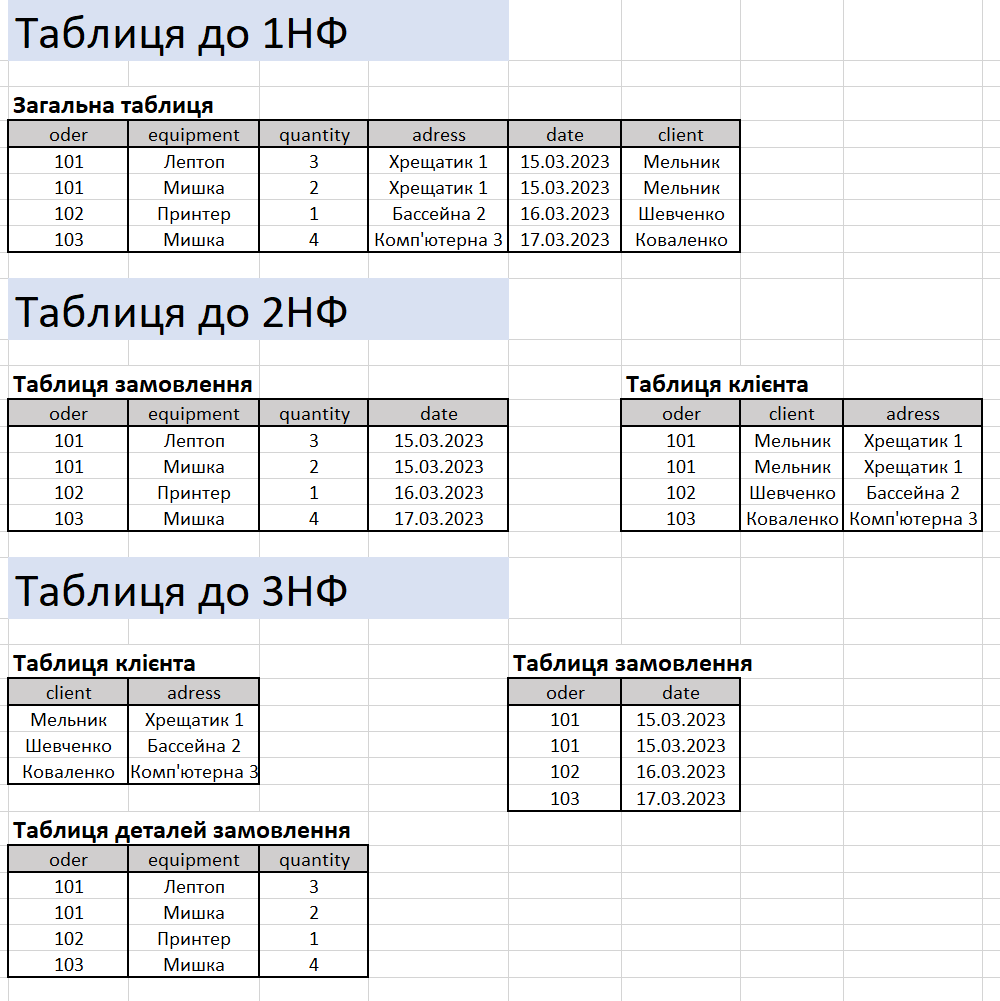 Таблиця до 1НФ
Загальна таблиця
oder equipment quantity adress date client
101 Лептоп 3 Хрещатик 1 15.03.2023 Мельник
101 Мишка 2 Хрещатик 1 15.03.2023 Мельник
102 Принтер 1 Бассейна 2 16.03.2023 Шевченко
103 Мишка 4 Комп'ютерна 3 17.03.2023 Коваленко
Таблиця до 2НФ
Таблиця замовлення Таблиця клієнта
oder equipment quantity date oder client adress
101 Лептоп 3 15.03.2023 101 Мельник Хрещатик 1
101 Мишка 2 15.03.2023 101 Мельник Хрещатик 1
102 Принтер 1 16.03.2023 102 Шевченко Бассейна 2
103 Мишка 4 17.03.2023 103 Коваленко Комп'ютерна 3
Таблиця до 3НФ
Таблиця клієнта Таблиця замовлення
client adress oder date
Мельник Хрещатик 1 101 15.03.2023
Шевченко Бассейна 2 101 15.03.2023
Коваленко Комп'ютерна 3 102 16.03.2023
103 17.03.2023
Таблиця деталей замовлення
oder equipment quantity
101 Лептоп 3
101 Мишка 2
102 Принтер 1
103 Мишка 4